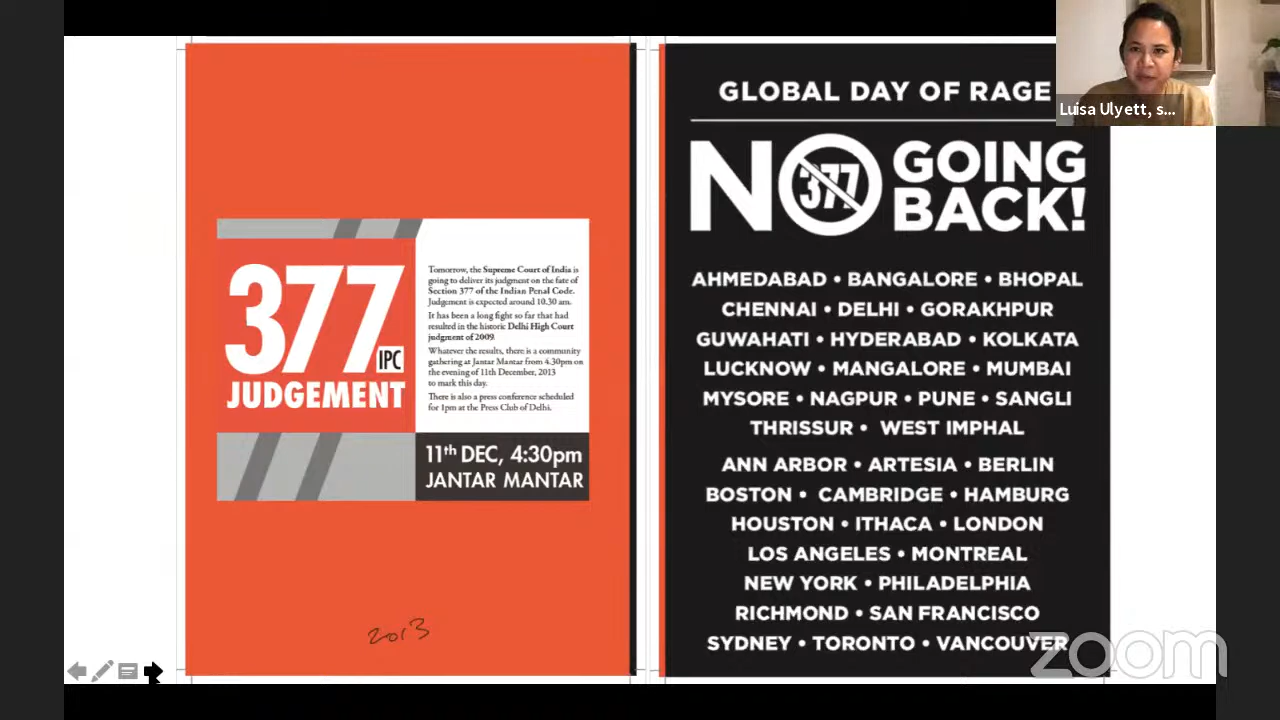 377
IPC
JUDGEMENT
Tomorrow, the Supreme Court of India is
going to deliver its judgment on the fate of
Section 377 of the Indian Penal Code.
Judgement is expected around 10.30 am.
It has been a long fight so far that had
resulted in the historic Delhi High Court
judgment of 2009.
Whatever the results, there is a community
gathering at Jantar Mantar from 4.30pm on
the evening of 11th December, 2013
to mark this day.
There is also a press conference scheduled
for 1pm at the Press Club of Delhi.
11th DEC, 4:30pm
JANTAR MANTAR
2013
GLOBAL DAY OF RAGE
NO GOING
377
BACK!
AHMEDABAD • BANGALORE • BHOPAL
CHENNAI • DELHI • GORAKHPUR
GUWAHATI • HYDERABAD • KOLKATA
LUCKNOW • MANGALORE • MUMBAI
MYSORE • NAGPUR • PUNE • SANGLI
THRISSUR • WEST IMPHAL
ANN ARBOR • ARTESIA • BERLIN
BOSTON • CAMBRIDGE • HAMBURG
HOUSTON • ITHACA • LONDON
LOS ANGELES • MONTREAL
NEW YORK • PHILADELPHIA
RICHMOND • SAN FRANCISCO
SYDNEY • TORONTO • VANCOUVER
Luisa Ulyett, s...
zoom